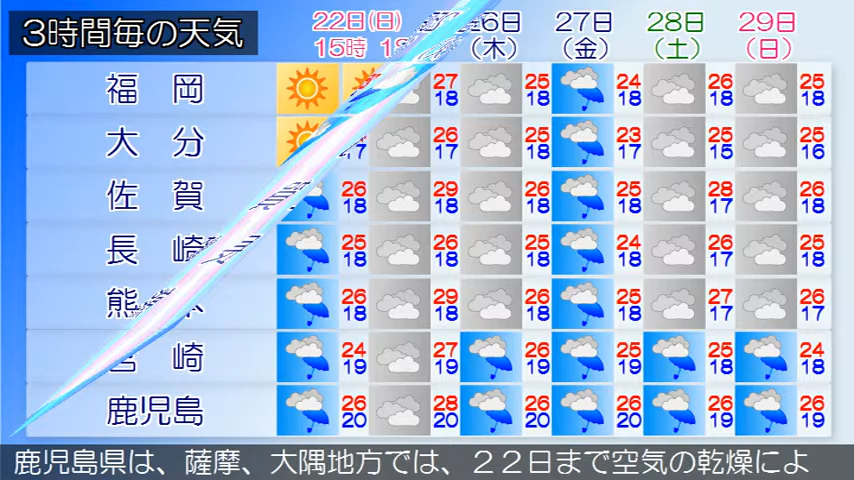 3時間毎の天気
22日(日) 6日 27日 28日 29日
15時 18 (木) (金) (土) (日)
福岡 27 25 24 26 25
18 18 18 18 18
大分 26 25 23 25 25
17 17 18 17 15 16
佐賀 26 29 26 25 28 26
18 18 18 18 17 18
長崎 25 26 25 24 26 25
18 18 18 18 17 18
熊 26 29 26 25 27 26
18 18 18 18 17 17
宮崎 24 27 26 25 25 24
19 19 19 19 18 18
鹿児島 26 28 26 26 26 26
20 20 20 20 19 19
鹿児島県は、薩摩、大隅地方では、22日まで空気の乾燥によ